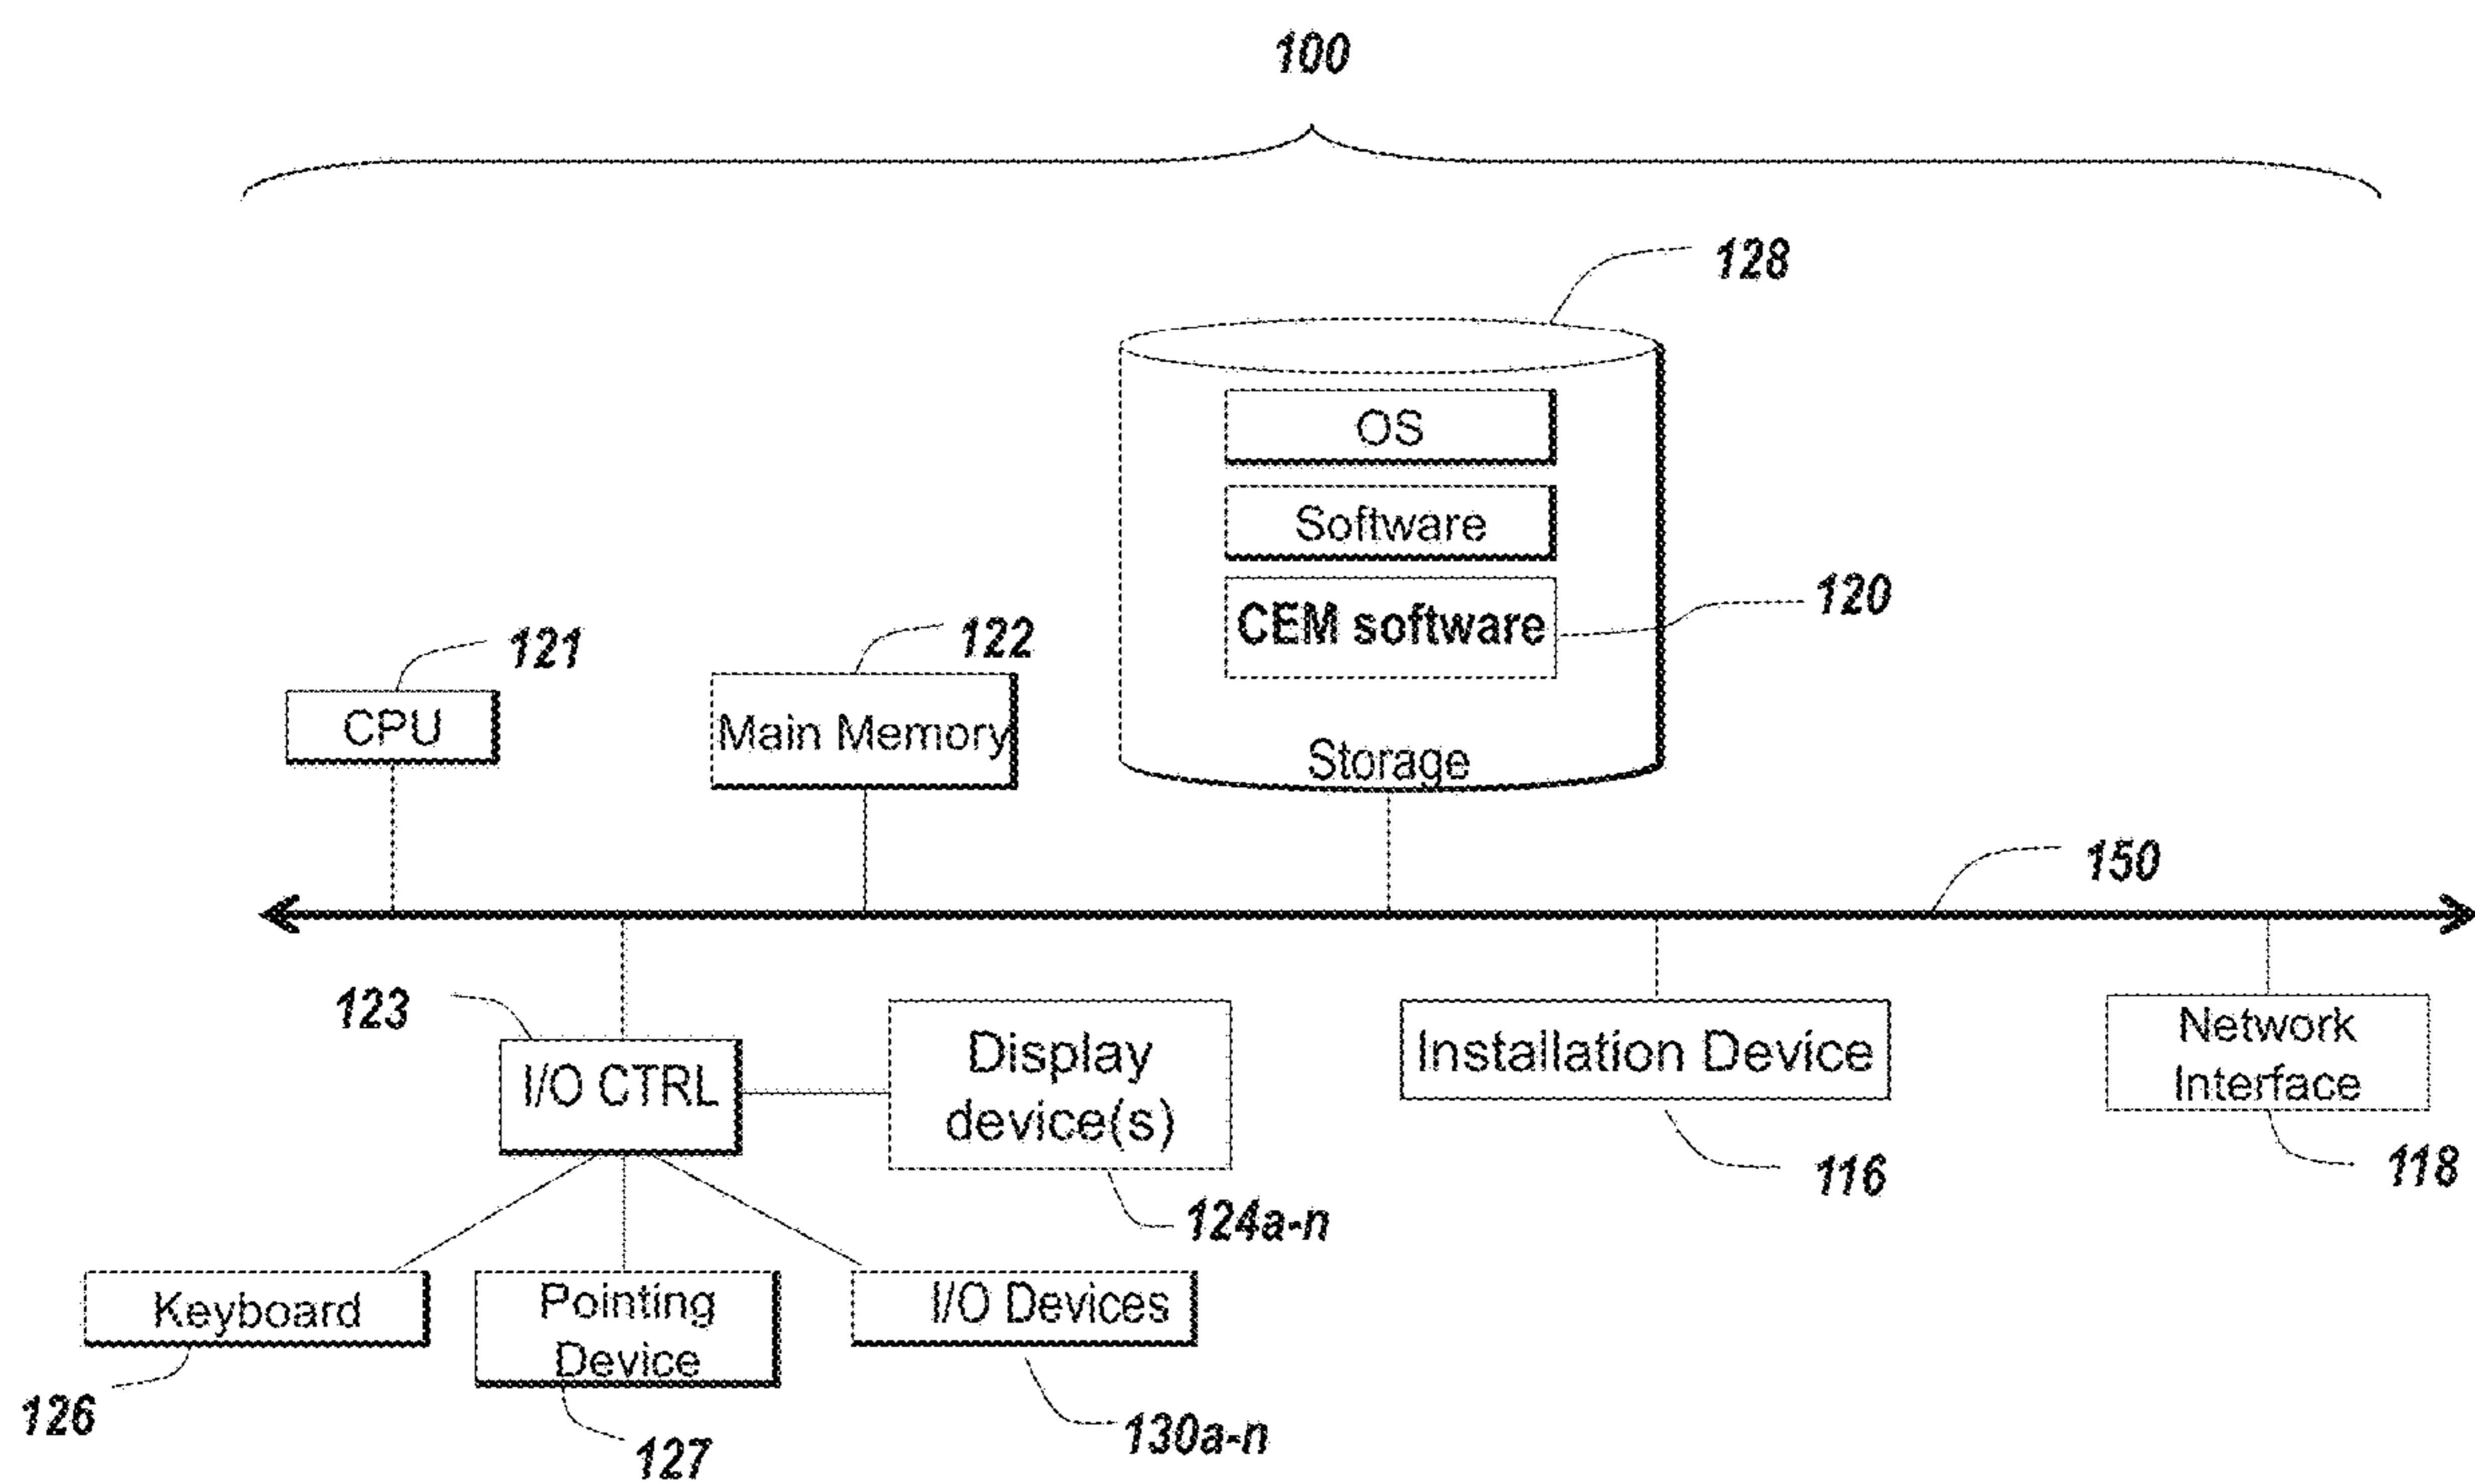 100
128
OS
Software
CEM software
120
Storage
121
CPU
122
Main Memory
150
123
I/O CTRL
Display
device(s)
124a-n
Installation Device
116
Network
Interface
118
Keyboard
126
Pointing
Device
127
I/O Devices
130a-n